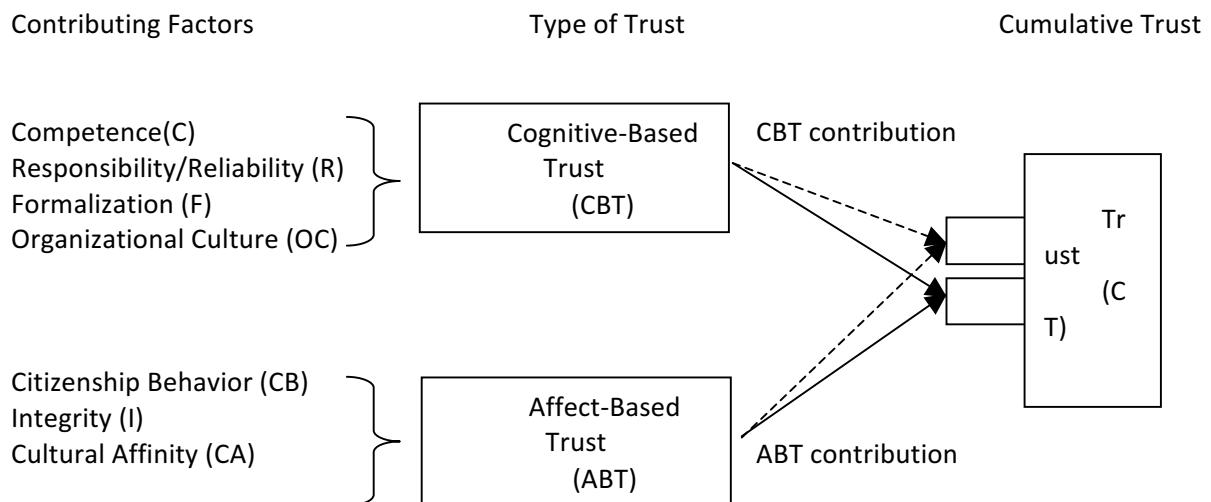 Contributing Factors
Type of Trust
Cumulative Trust
Competence(C)
Responsibility/Reliability (R)
Formalization (F)
Organizational Culture (OC)
Cognitive-Based
Trust
(CBT)
CBT contribution
Tr
ust
(C
T)
Citizenship Behavior (CB)
Integrity (I)
Cultural Affinity (CA)
Affect-Based
Trust
(ABT)
ABT contribution